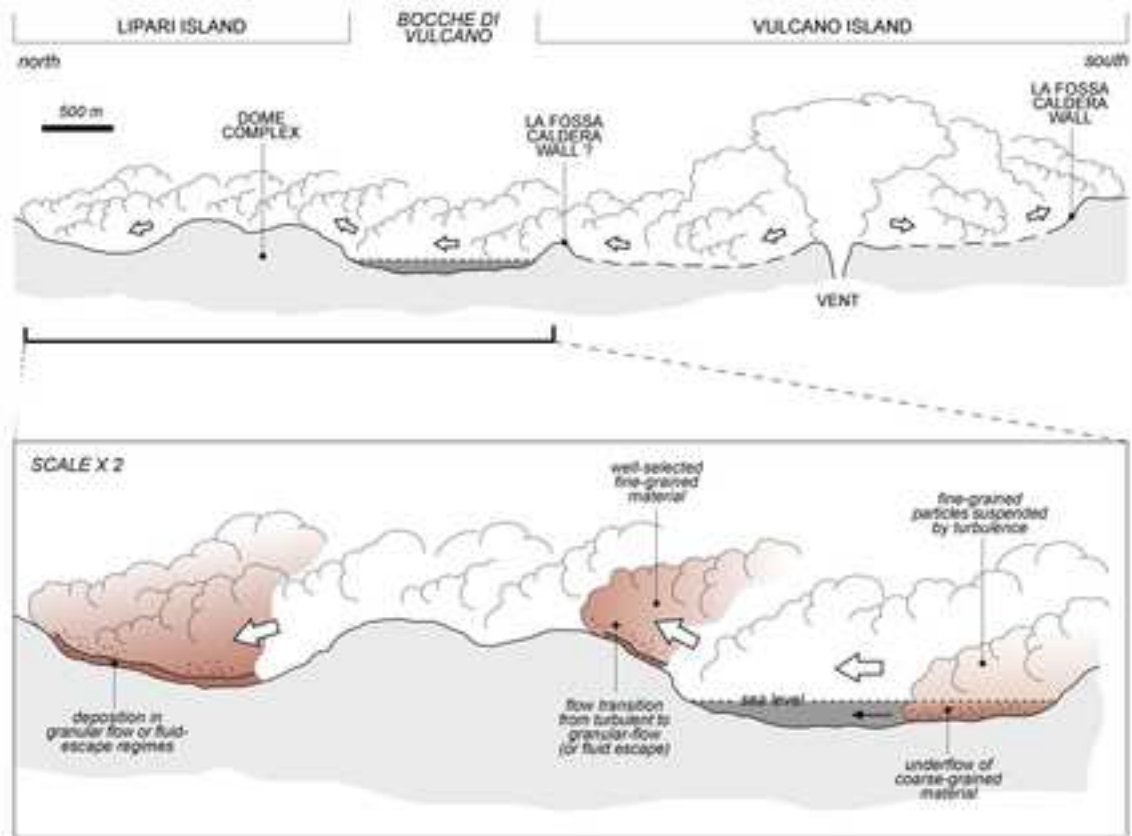 LIPARI ISLAND
BOCCHE DI
VULCANO
VULCANO ISLAND
north
south
500 m
DOME
COMPLEX
LA FOSSA
CALDERA
WALL ?
LA FOSSA
CALDERA
WALL
VENT
SCALE X 2
well-selected
fine-grained
material
fine-grained
particles suspended
by turbulence
sea level
deposition in
granular flow or fluid-
escape regimes
flow transition
from turbulent to
granular-flow
(or fluid escape)
underflow of
coarse-grained
material